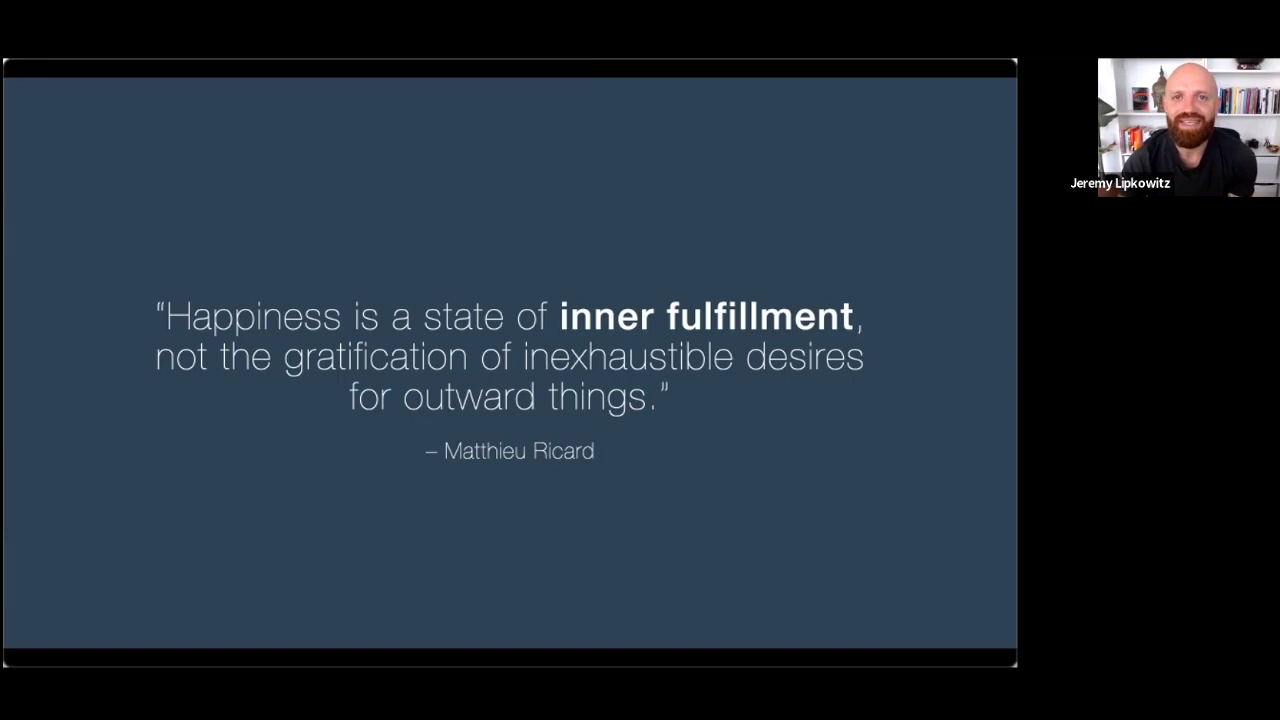 “Happiness is a state of inner fulfillment,
not the gratification of inexhaustible desires
for outward things.”
– Matthieu Ricard
Jeremy Lipkowitz